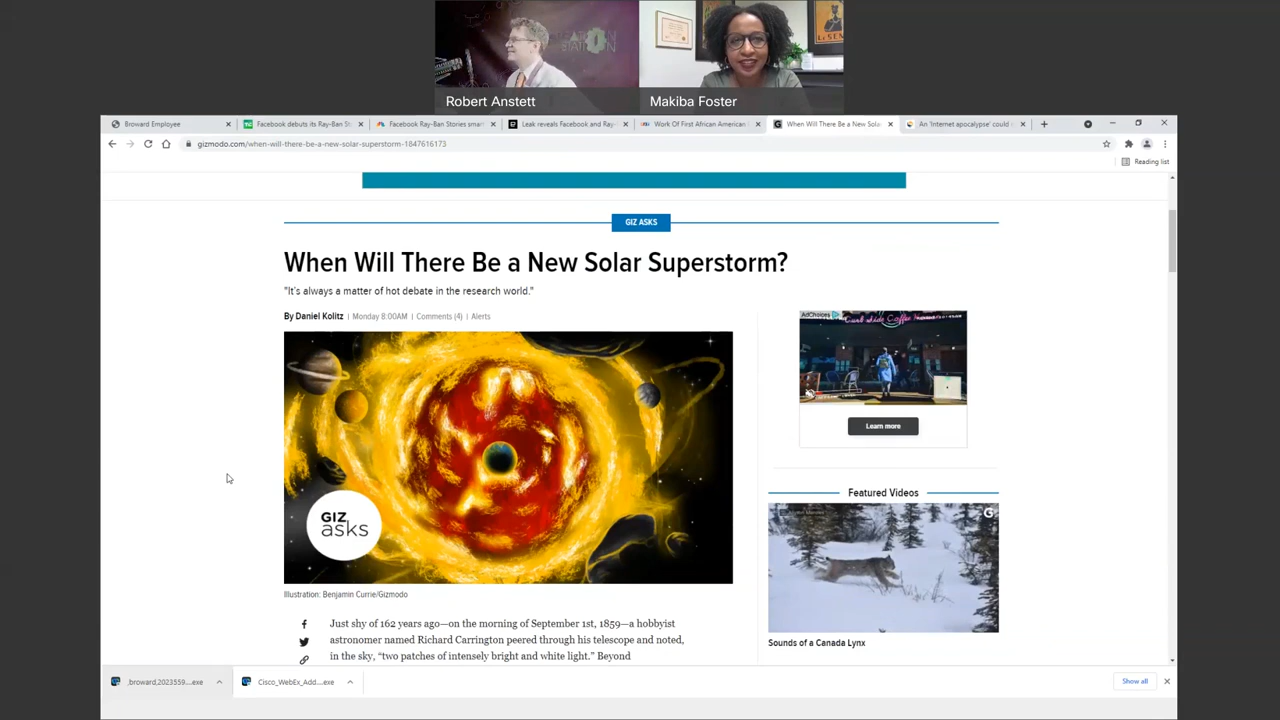 Robert Anstett
Makiba Foster
Broward Employee
Facebook debuts its Ray-Ban St
Facebook Ray-Ban Stories smar
Leak reveals Facebook and Ray-
Work Of First African American
When Will There Be a New Sola
An 'Internet apocalypse' could
gizmodo.com/when-will-there-be-a-new-solar-superstorm-1847616173
Reading list
GIZ ASKS
When Will There Be a New Solar Superstorm?
"It's always a matter of hot debate in the research world."
By Daniel Kolitz | Monday 8:00AM | Comments (4) | Alerts
AdChoices
Learn more
GIZ
asks
Featured Videos
Illustration: Benjamin Currie/Gizmodo
Just shy of 162 years ago—on the morning of September 1st, 1859—a hobbyist
astronomer named Richard Carrington peered through his telescope and noted,
in the sky, “two patches of intensely bright and white light.” Beyond
Sounds of a Canada Lynx
,broward,2023559....exe
Cisco_WebEx_Add....exe
Show all